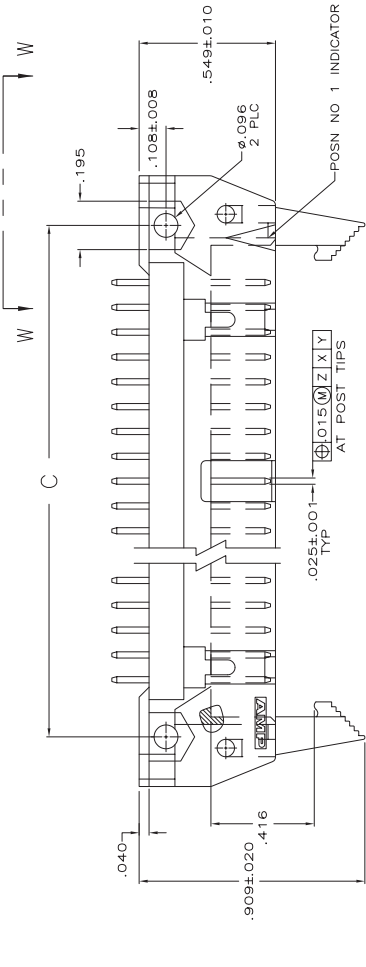 W
W
C
.195
.108±.008
.549±.010
ø.096
2 PLC
POSN NO 1 INDICATOR
.025±.001
TYP
⌖ .015 Ⓜ Z X Y
AT POST TIPS
AMP
.040
.416
.909±.020